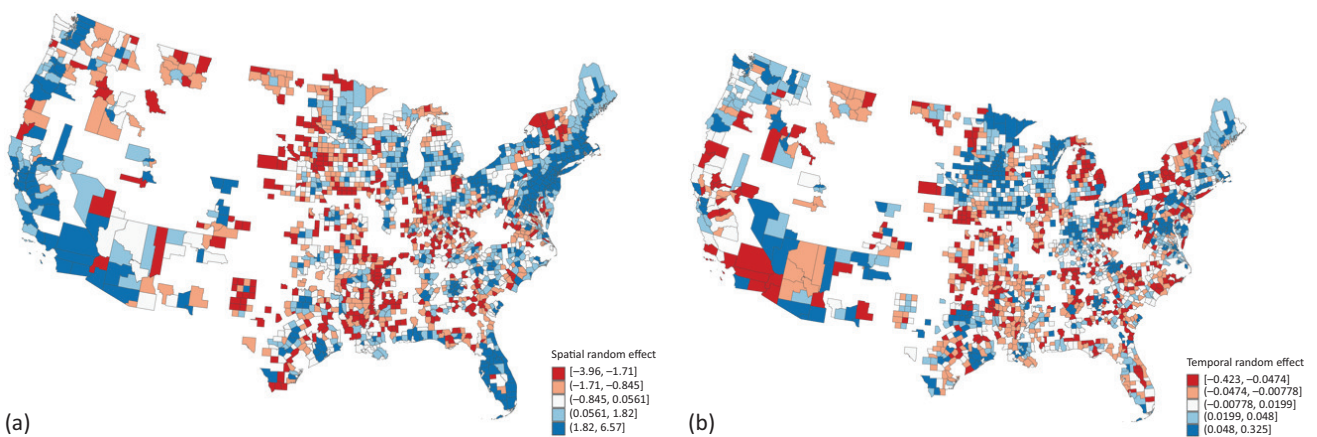 (a)
Spatial random effect
[−3.96, −1.71]
(−1.71, −0.845]
(−0.845, 0.0561]
(0.0561, 1.82]
(1.82, 6.57]
(b)
Temporal random effect
[−0.423, −0.0474]
(−0.0474, −0.00778]
(−0.00778, 0.0199]
(0.0199, 0.048]
(0.048, 0.325]